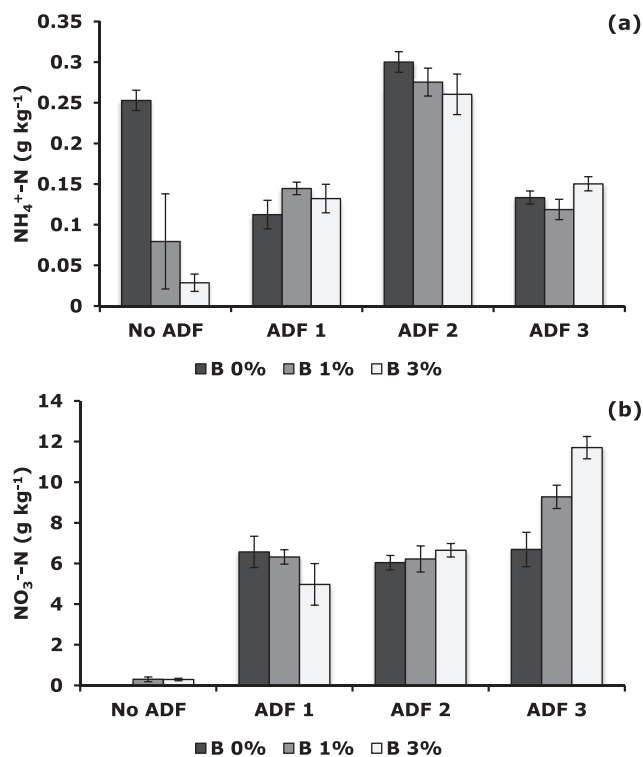 (a)
NH₄⁺-N (g kg⁻¹)
0.35
0.3
0.25
0.2
0.15
0.1
0.05
0
No ADF ADF 1 ADF 2 ADF 3
B 0% B 1% B 3%
(b)
NO₃⁻-N (g kg⁻¹)
14
12
10
8
6
4
2
0
No ADF ADF 1 ADF 2 ADF 3
B 0% B 1% B 3%